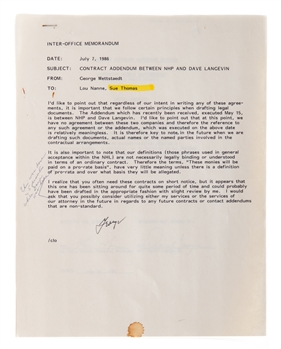 INTER-OFFICE MEMORANDUM
DATE: July 7, 1986
SUBJECT: CONTRACT ADDENDUM BETWEEN NHP AND DAVE LANGEVIN
FROM: George Wettstaedt
TO: Lou Nanne, Sue Thomas
I'd like to point out that regardless of our intent in writing any of these agree-
ments, it is important that we follow certain principles when drafting legal
documents. The Addendum which has recently been received, executed May 15,
is between NHP and Dave Langevin. I'd like to point out that at this point, we
have no agreement between these two companies and therefore the reference to
any such agreement or the addendum, which was executed on the above date
is relatively meaningless. It is therefore key to note, in the future when we are
drafting such documents, actual names or the named parties involved in the
contractual arrangements.
It is also important to note that our definitions (those phrases used in general
acceptance within the NHL) are not necessarily legally binding or understood
in terms of an ordinary contract. Therefore the terms, "These monies will be
paid on a pro-rata basis", have very little meaning unless there is a definition
of pro-rata and over what basis they will be allegated.
I realize that you often need these contracts on short notice, but it appears that
this one has been sitting around for quite some period of time and could probably
have been drafted in the appropriate fashion with slight review by me. I would
ask that you possibly consider utilizing either my services or the services of
our attorney in the future in regards to any future contracts or contact addendums
that are non-standard.
George